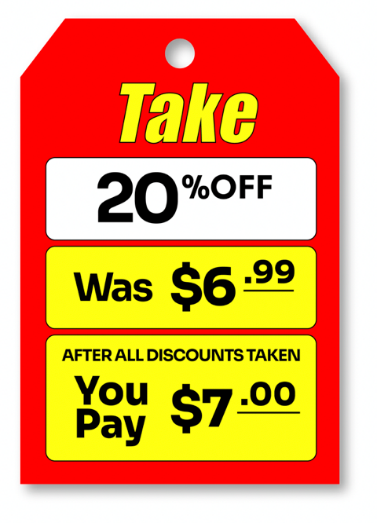 Take
20%OFF
Was $6.99
AFTER ALL DISCOUNTS TAKEN
You
Pay $7.00